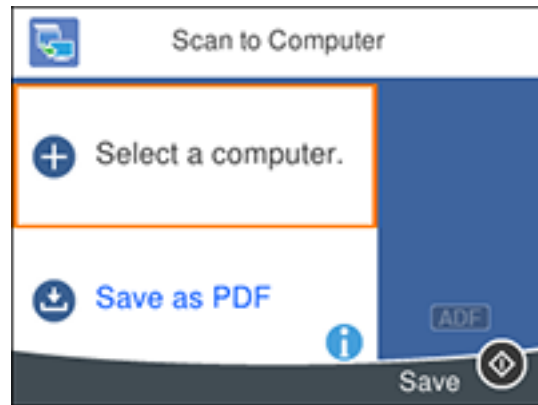 Scan to Computer
Select a computer.
Save as PDF
i
ADF
Save